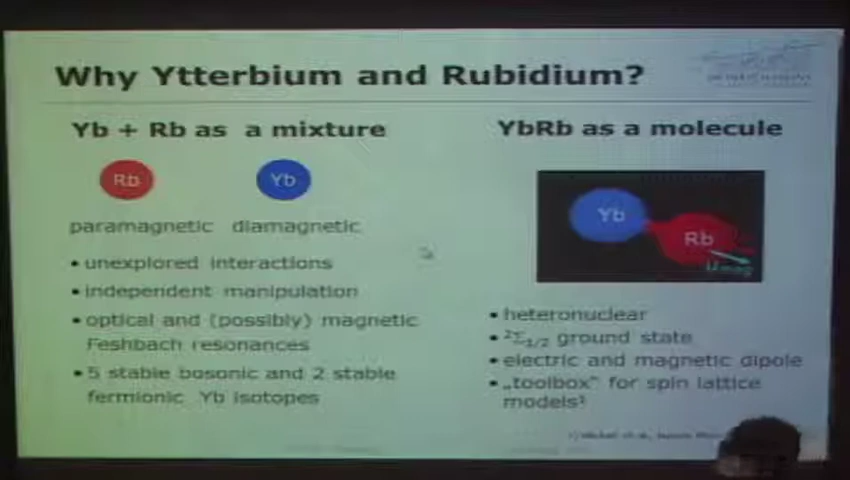 Why Ytterbium and Rubidium?
Yb + Rb as a mixture
Rb
Yb
paramagnetic diamagnetic
• unexplored interactions
• independent manipulation
• optical and (possibly) magnetic
Feshbach resonances
• 5 stable bosonic and 2 stable
fermionic Yb isotopes
YbRb as a molecule
Yb
Rb
μmag
• heteronuclear
• ²Σ1/2 ground state
• electric and magnetic dipole
• „toolbox“ for spin lattice
models¹